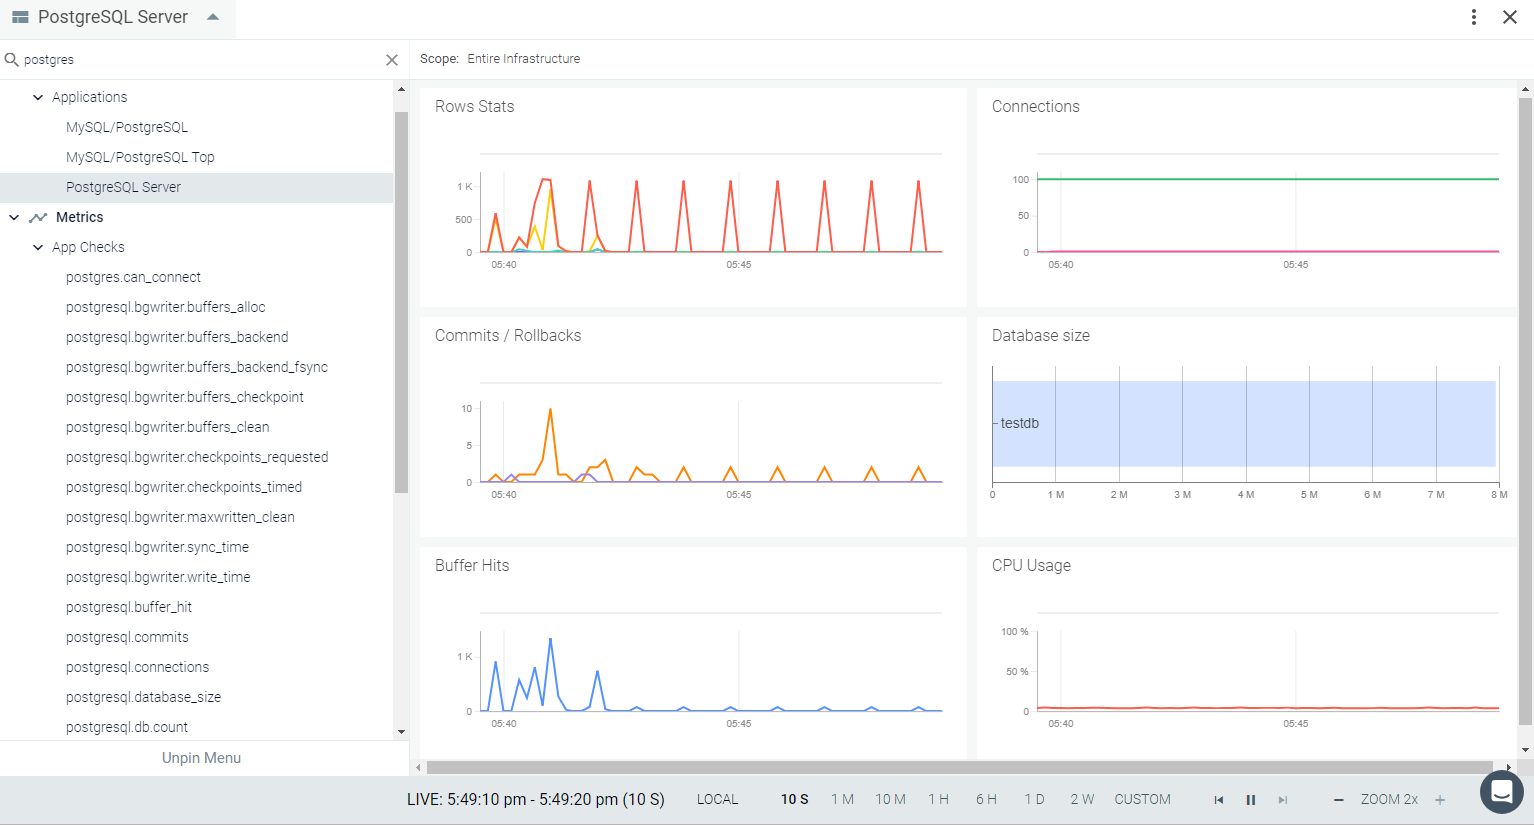 PostgreSQL Server
postgres
Applications
MySQL/PostgreSQL
MySQL/PostgreSQL Top
PostgreSQL Server
Metrics
App Checks
postgres.can_connect
postgresql.bgwriter.buffers_alloc
postgresql.bgwriter.buffers_backend
postgresql.bgwriter.buffers_backend_fsync
postgresql.bgwriter.buffers_checkpoint
postgresql.bgwriter.buffers_clean
postgresql.bgwriter.checkpoints_requested
postgresql.bgwriter.checkpoints_timed
postgresql.bgwriter.maxwritten_clean
postgresql.bgwriter.sync_time
postgresql.bgwriter.write_time
postgresql.buffer_hit
postgresql.commits
postgresql.connections
postgresql.database_size
postgresql.db.count
Unpin Menu
Scope: Entire Infrastructure
Rows Stats
1 K
500
0
05:40 05:45
Connections
100
50
0
05:40 05:45
Commits / Rollbacks
10
5
0
05:40 05:45
Database size
testdb
0 1 M 2 M 3 M 4 M 5 M 6 M 7 M 8 M
Buffer Hits
1 K
0
05:40 05:45
CPU Usage
100 %
50 %
0
05:40 05:45
LIVE: 5:49:10 pm - 5:49:20 pm (10 S) LOCAL 10 S 1 M 10 M 1 H 6 H 1 D 2 W CUSTOM ZOOM 2x